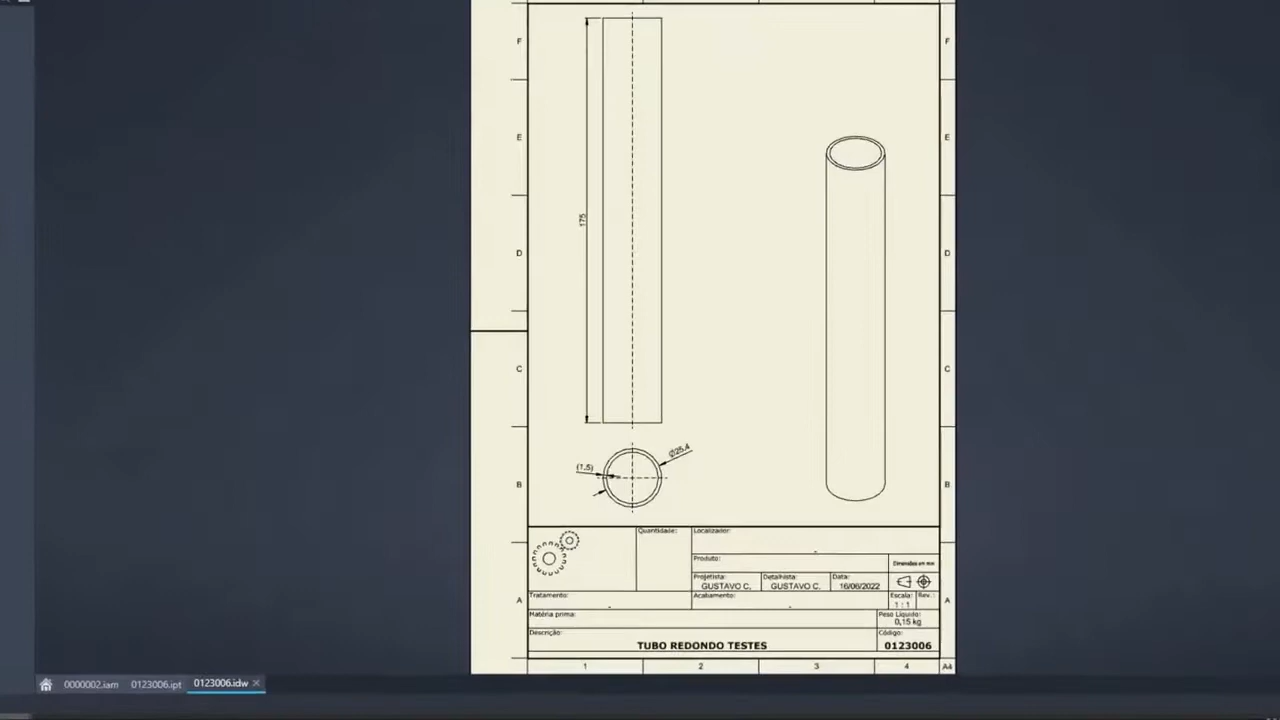 F
F
E
E
175
D
D
C
C
Ø25,4
(1,5)
B
B
Quantidade:
Localizador:
Produto:
Dimensões em mm
Projetista:
GUSTAVO C.
Detalhista:
GUSTAVO C.
Data:
16/06/2022
Tratamento:
Acabamento:
Escala:
1 : 1
Rev.:
A
A
Matéria prima:
Peso Líquido:
0,15 kg
Descrição:
TUBO REDONDO TESTES
Código:
0123006
1
2
3
4
A4
0000002.iam
0123006.ipt
0123006.idw